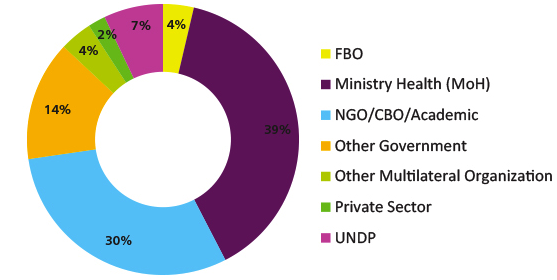 4%
39%
30%
14%
4%
2%
7%
FBO
Ministry Health (MoH)
NGO/CBO/Academic
Other Government
Other Multilateral Organization
Private Sector
UNDP